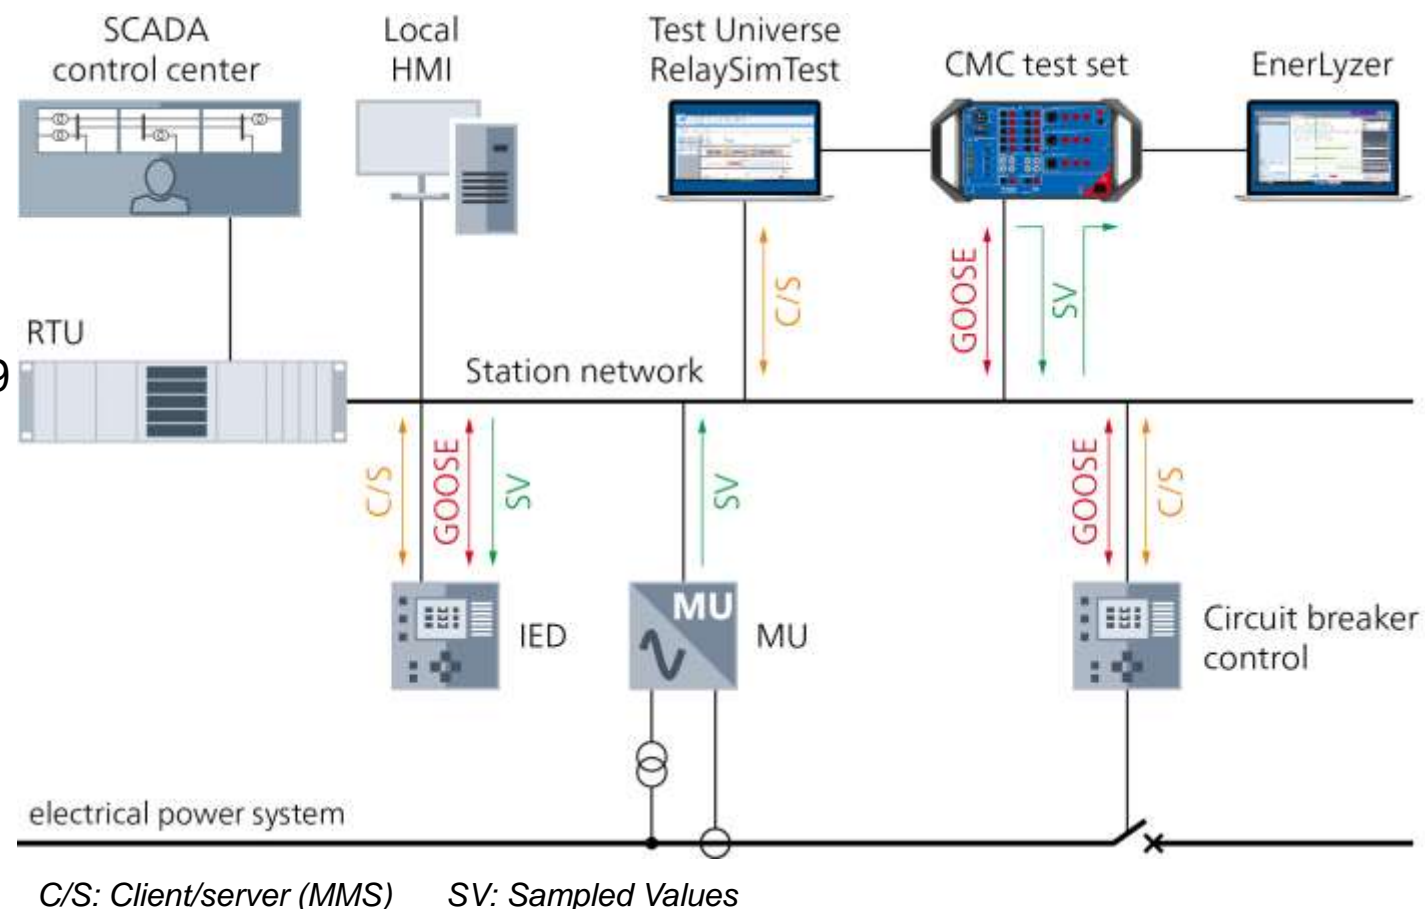 SCADA
control center
Local
HMI
Test Universe
RelaySimTest
CMC test set
EnerLyzer
C/S
GOOSE
SV
RTU
9
Station network
C/S
GOOSE
SV
SV
GOOSE
C/S
IED
MU
MU
Circuit breaker
control
electrical power system
C/S: Client/server (MMS) SV: Sampled Values